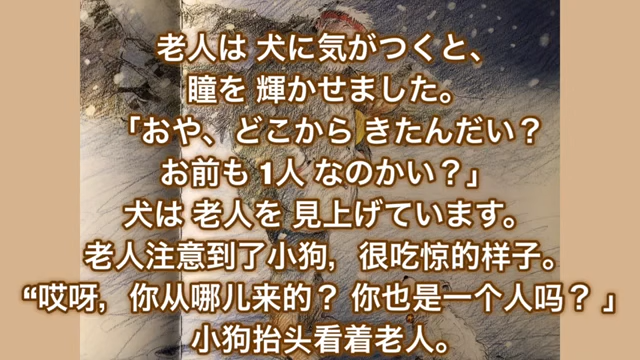 老人は 犬に気がつくと、
瞳を 輝かせました。
「おや、どこから きたんだい？
お前も 1人 なのかい？」
犬は 老人を 見上げています。
老人注意到了小狗，很吃惊的样子。
“哎呀，你从哪儿来的？ 你也是一个人吗？ 」
小狗抬头看着老人。